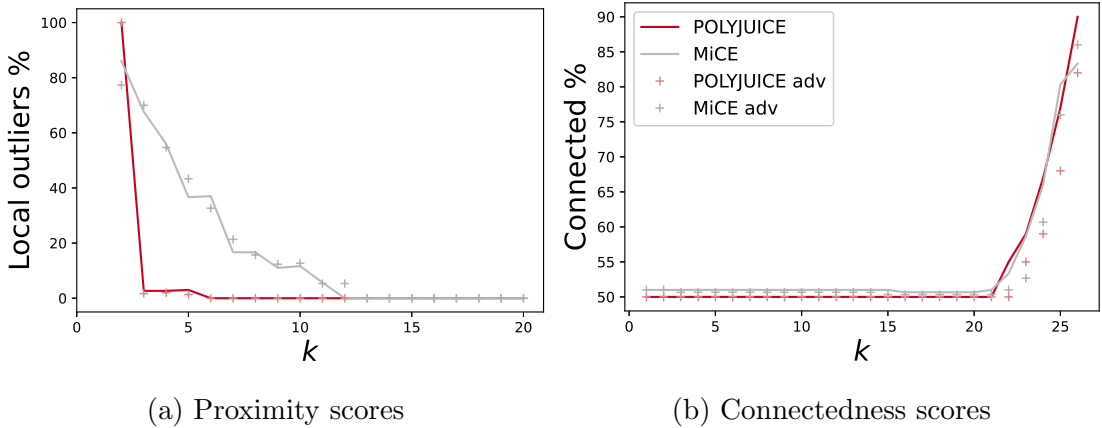 Local outliers %
100
80
60
40
20
0
0
5
10
15
20
k
(a) Proximity scores
Connected %
90
85
80
75
70
65
60
55
50
0
5
10
15
20
25
k
POLYJUICE
MiCE
POLYJUICE adv
MiCE adv
(b) Connectedness scores